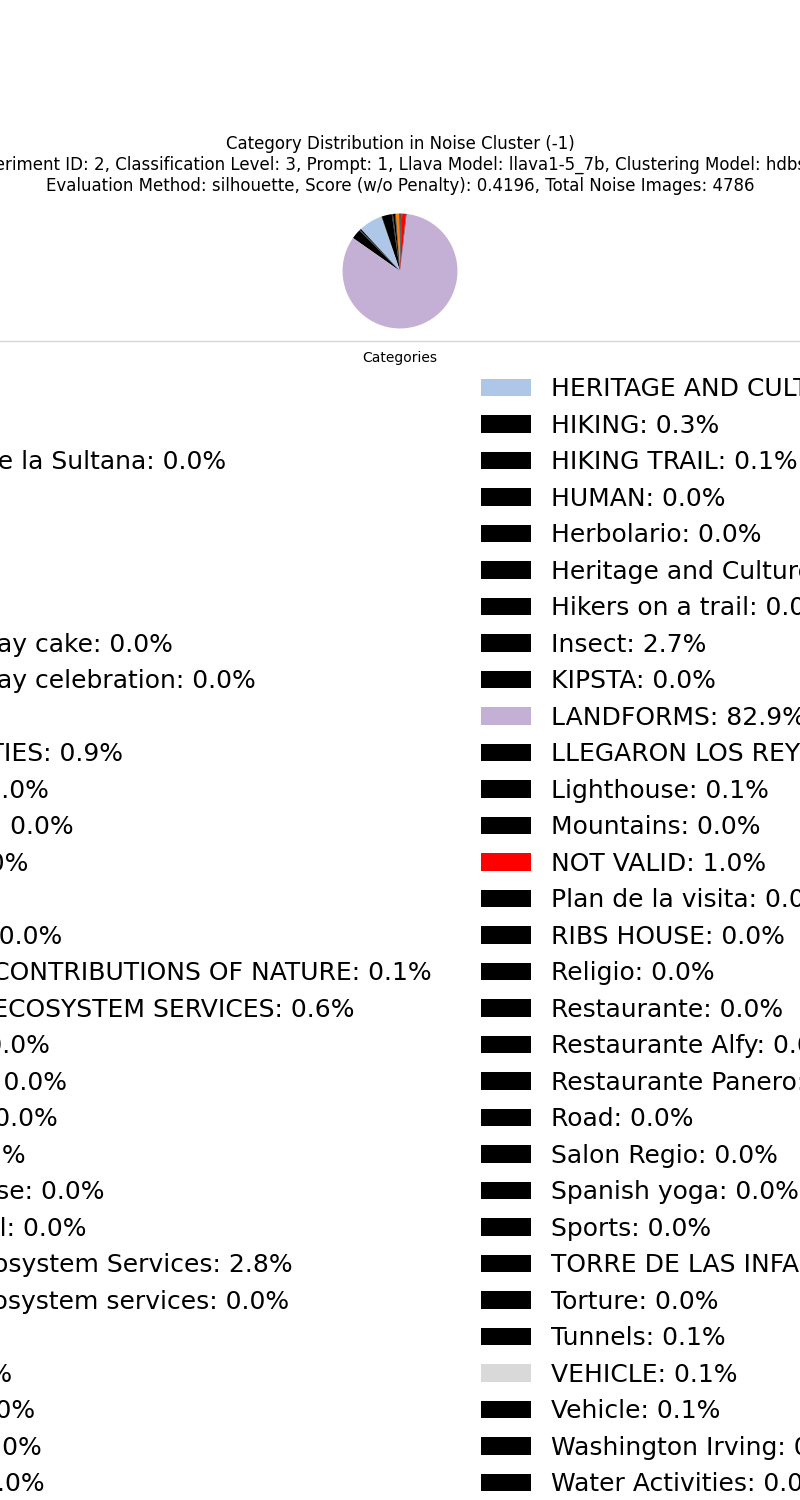 Category Distribution in Noise Cluster (-1)
eriment ID: 2, Classification Level: 3, Prompt: 1, Llava Model: llava1-5_7b, Clustering Model: hdbs
Evaluation Method: silhouette, Score (w/o Penalty): 0.4196, Total Noise Images: 4786
Categories
HERITAGE AND CULT
HIKING: 0.3%
e la Sultana: 0.0% HIKING TRAIL: 0.1%
HUMAN: 0.0%
Herbolario: 0.0%
Heritage and Culture
Hikers on a trail: 0.0
ay cake: 0.0% Insect: 2.7%
ay celebration: 0.0% KIPSTA: 0.0%
LANDFORMS: 82.9%
TIES: 0.9% LLEGARON LOS REY
.0% Lighthouse: 0.1%
0.0% Mountains: 0.0%
0% NOT VALID: 1.0%
Plan de la visita: 0.0
0.0% RIBS HOUSE: 0.0%
CONTRIBUTIONS OF NATURE: 0.1% Religio: 0.0%
ECOSYSTEM SERVICES: 0.6% Restaurante: 0.0%
0.0% Restaurante Alfy: 0.0
0.0% Restaurante Panero:
0.0% Road: 0.0%
% Salon Regio: 0.0%
se: 0.0% Spanish yoga: 0.0%
l: 0.0% Sports: 0.0%
osystem Services: 2.8% TORRE DE LAS INFA
osystem services: 0.0% Torture: 0.0%
Tunnels: 0.1%
% VEHICLE: 0.1%
0% Vehicle: 0.1%
0% Washington Irving: 0
.0% Water Activities: 0.0